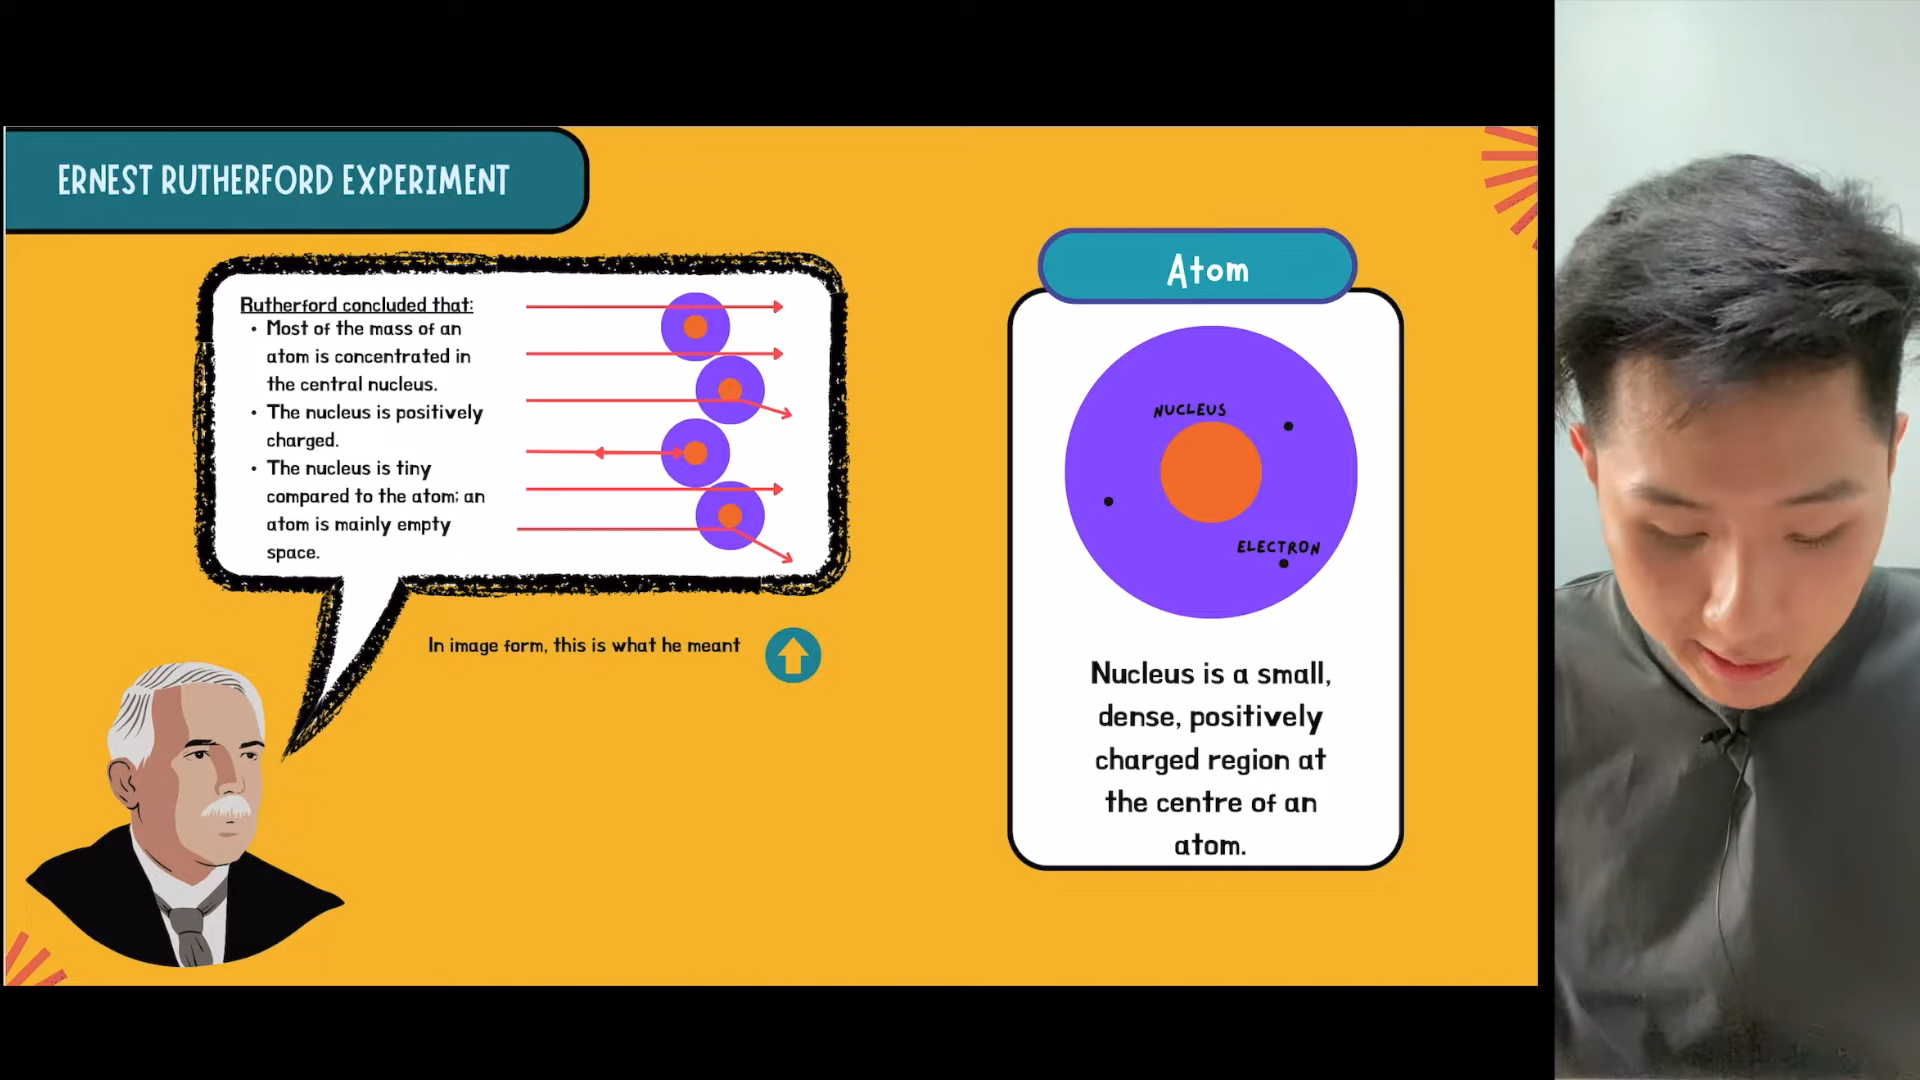 ERNEST RUTHERFORD EXPERIMENT
Rutherford concluded that:
• Most of the mass of an
atom is concentrated in
the central nucleus.
• The nucleus is positively
charged.
• The nucleus is tiny
compared to the atom; an
atom is mainly empty
space.
In image form, this is what he meant
Atom
NUCLEUS
ELECTRON
Nucleus is a small,
dense, positively
charged region at
the centre of an
atom.